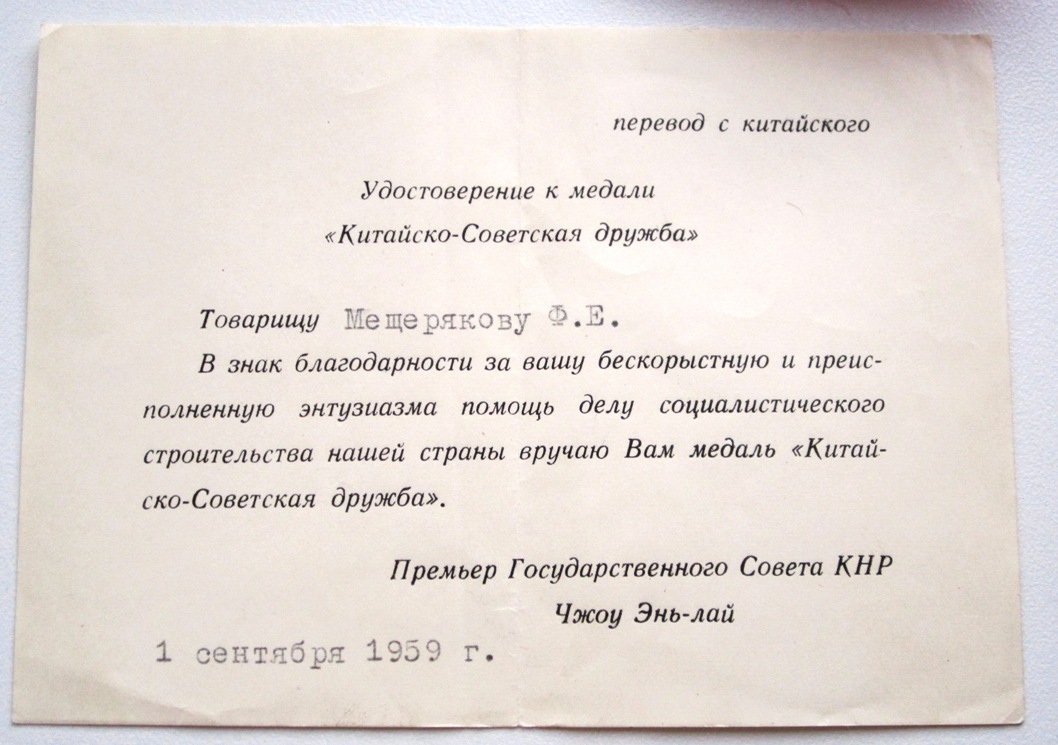 перевод с китайского
Удостоверение к медали
«Китайско-Советская дружба»
Товарищу Мещерякову Ф.Е.
В знак благодарности за вашу бескорыстную и преис-
полненную энтузиазма помощь делу социалистического
строительства нашей страны вручаю Вам медаль «Китай-
ско-Советская дружба».
Премьер Государственного Совета КНР
Чжоу Энь-лай
1 сентября 1959 г.